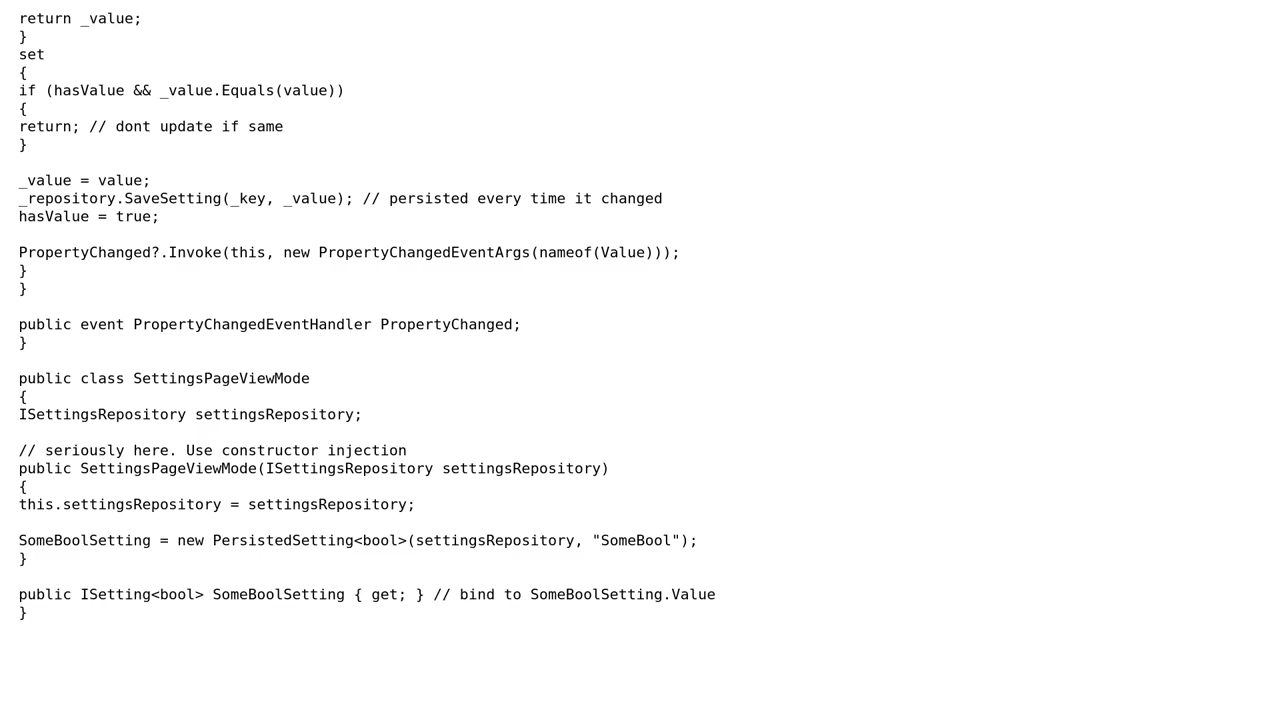 return _value;
}
set
{
if (hasValue && _value.Equals(value))
{
return; // dont update if same
}
_value = value;
_repository.SaveSetting(_key, _value); // persisted every time it changed
hasValue = true;
PropertyChanged?.Invoke(this, new PropertyChangedEventArgs(nameof(Value)));
}
}
public event PropertyChangedEventHandler PropertyChanged;
}
public class SettingsPageViewMode
{
ISettingsRepository settingsRepository;
// seriously here. Use constructor injection
public SettingsPageViewMode(ISettingsRepository settingsRepository)
{
this.settingsRepository = settingsRepository;
SomeBoolSetting = new PersistedSetting<bool>(settingsRepository, "SomeBool");
}
public ISetting<bool> SomeBoolSetting { get; } // bind to SomeBoolSetting.Value
}